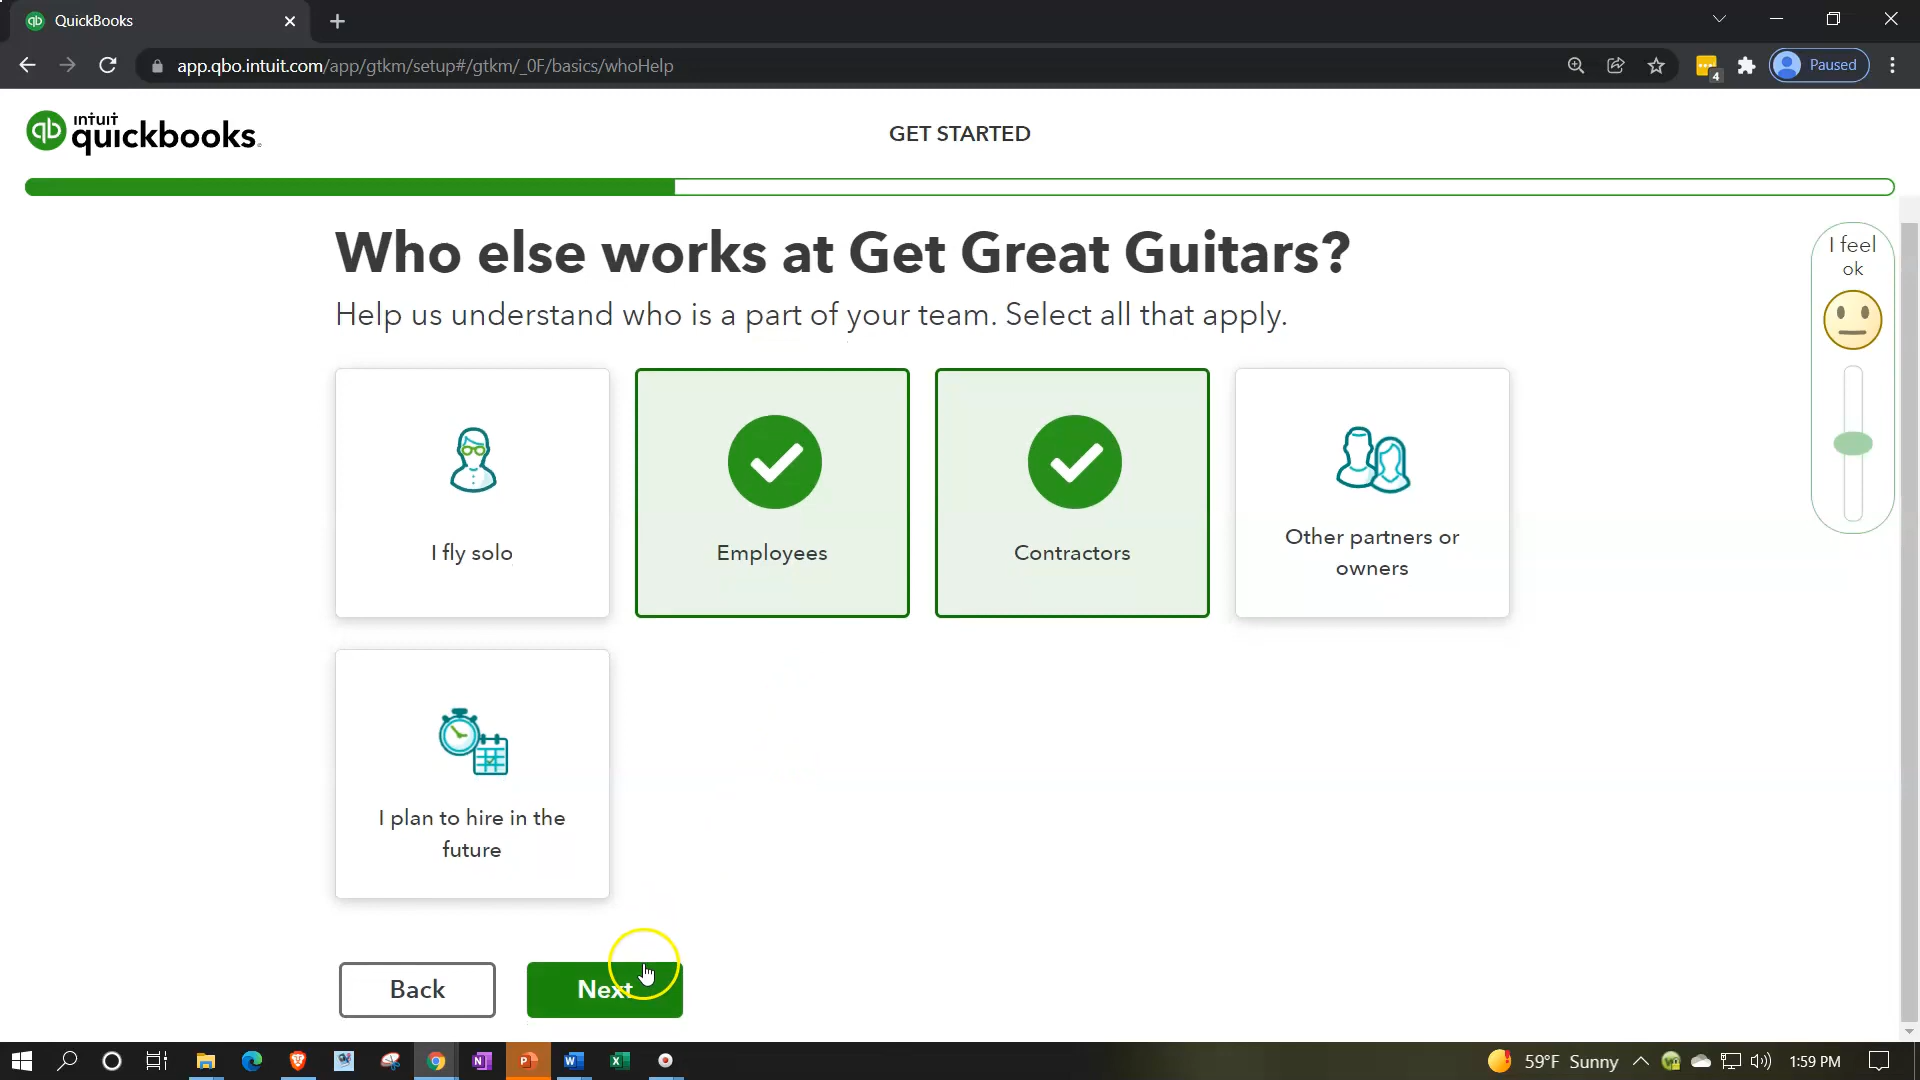 QuickBooks
app.qbo.intuit.com/app/gtkm/setup#/gtkm/_0F/basics/whoHelp
4
Paused
qb intuit quickbooks.
GET STARTED
Who else works at Get Great Guitars?
Help us understand who is a part of your team. Select all that apply.
I feel
ok
I fly solo
Employees
Contractors
Other partners or
owners
I plan to hire in the
future
Back
Next
59°F Sunny
1:59 PM